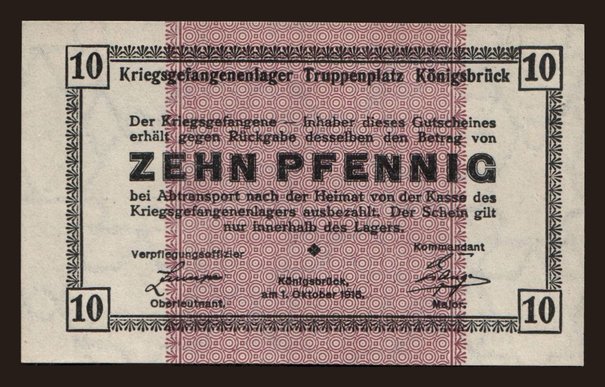 10 Kriegsgefangenenlager Truppenplatz Königsbrück 10
Der Kriegsgefangene — Inhaber dieses Gutscheines
erhält gegen Rückgabe desselben den Betrag von
ZEHN PFENNIG
bei Abtransport nach der Heimat von der Kasse des
Kriegsgefangenenlagers ausbezahlt. Der Schein gilt
nur innerhalb des Lagers.
Verpflegungsoffizier
Kommandant
Königsbrück,
am 1. Oktober 1916.
Oberleutnant.
Major.
10 10